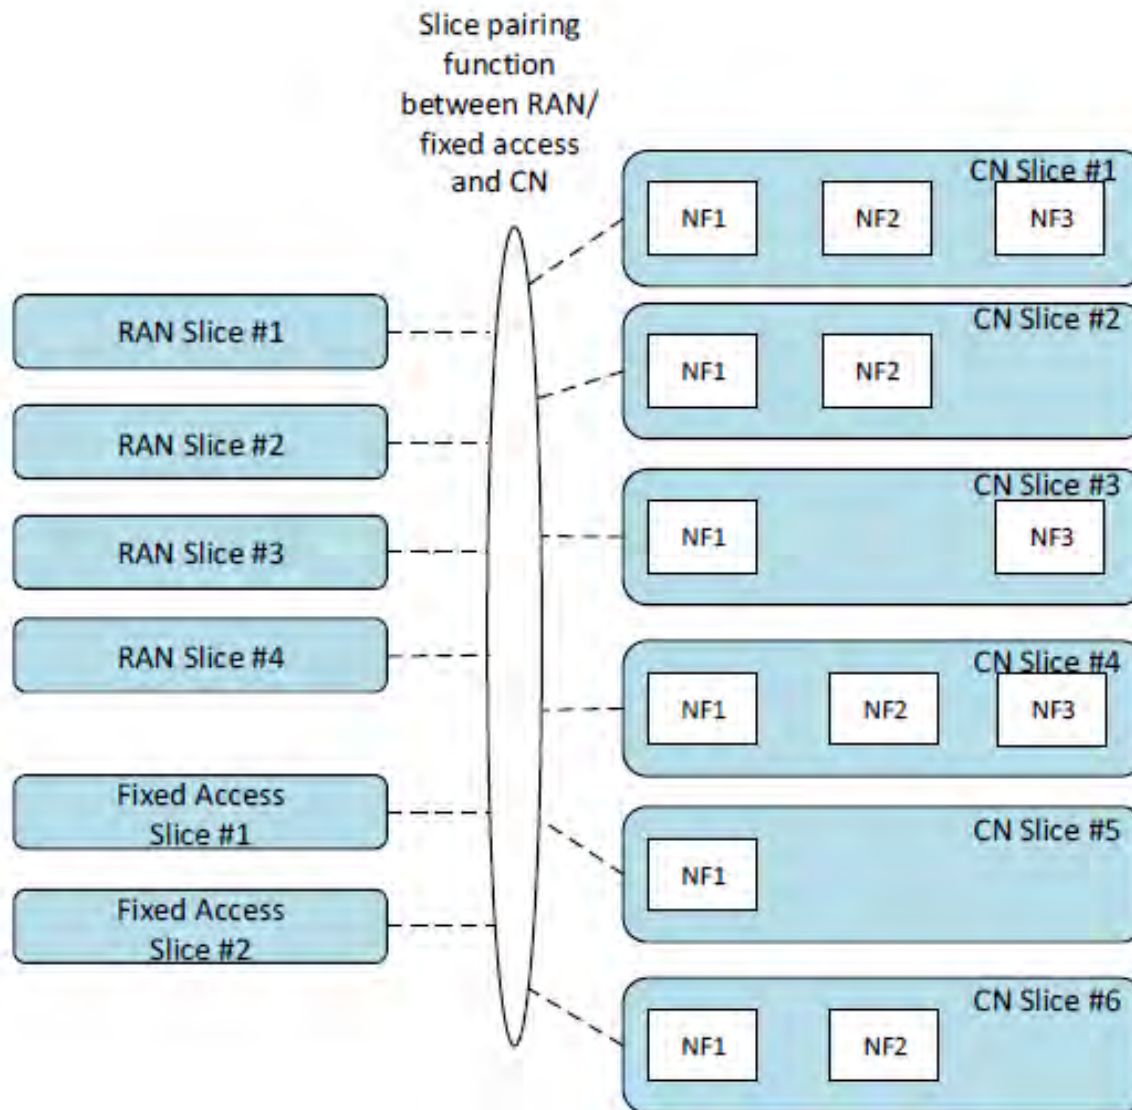 Slice pairing
function
between RAN/
fixed access
and CN
CN Slice #1
NF1 NF2 NF3
RAN Slice #1
CN Slice #2
NF1 NF2
RAN Slice #2
CN Slice #3
NF1 NF3
RAN Slice #3
RAN Slice #4
CN Slice #4
NF1 NF2 NF3
Fixed Access
Slice #1
CN Slice #5
NF1
Fixed Access
Slice #2
CN Slice #6
NF1 NF2